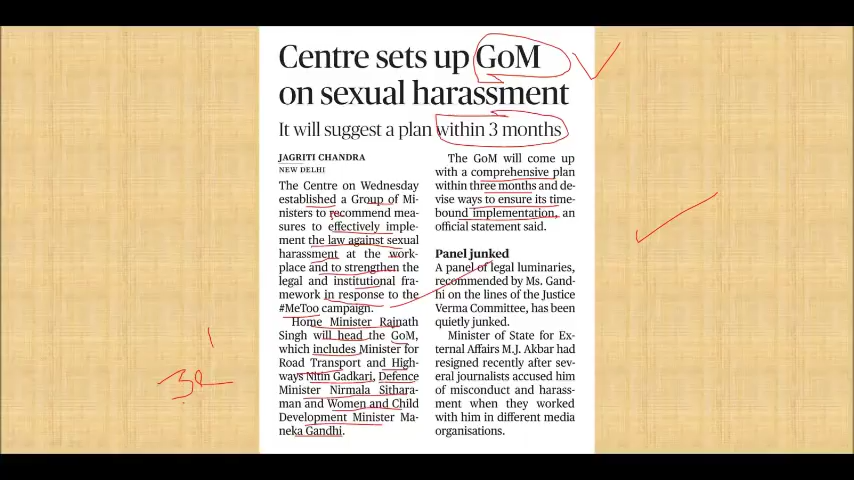 Centre sets up GoM
on sexual harassment
It will suggest a plan within 3 months
JAGRITI CHANDRA
NEW DELHI
The Centre on Wednesday
established a Group of Mi-
nisters to recommend mea-
sures to effectively imple-
ment the law against sexual
harassment at the work-
place and to strengthen the
legal and institutional fra-
mework in response to the
#MeToo campaign.
Home Minister Rajnath
Singh will head the GoM,
which includes Minister for
Road Transport and High-
ways Nitin Gadkari, Defence
Minister Nirmala Sithara-
man and Women and Child
Development Minister Ma-
neka Gandhi.
The GoM will come up
with a comprehensive plan
within three months and de-
vise ways to ensure its time-
bound implementation, an
official statement said.
Panel junked
A panel of legal luminaries,
recommended by Ms. Gand-
hi on the lines of the Justice
Verma Committee, has been
quietly junked.
Minister of State for Ex-
ternal Affairs M.J. Akbar had
resigned recently after sev-
eral journalists accused him
of misconduct and harass-
ment when they worked
with him in different media
organisations.